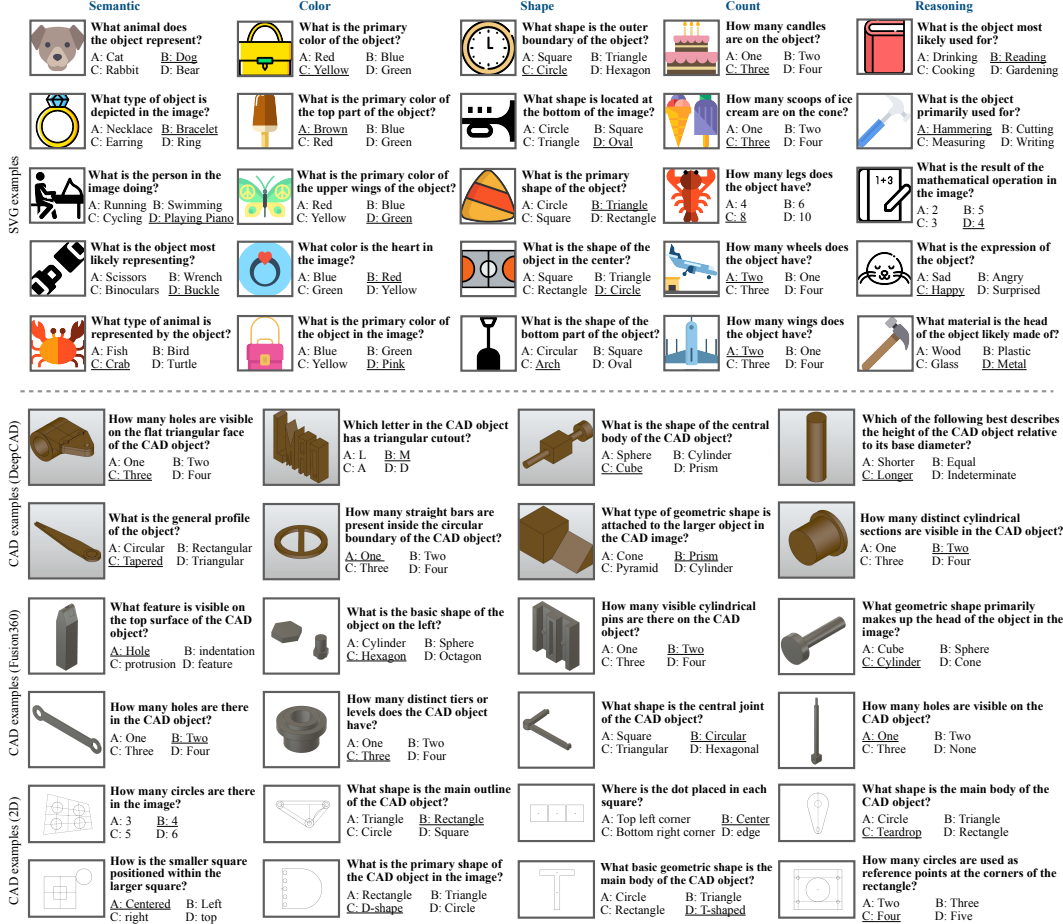 Semantic
Color
Shape
Count
Reasoning
SVG examples
What animal does
the object represent?
A: Cat B: Dog
C: Rabbit D: Bear
What is the primary
color of the object?
A: Red B: Blue
C: Yellow D: Green
What shape is the outer
boundary of the object?
A: Square B: Triangle
C: Circle D: Hexagon
How many candles
are on the object?
A: One B: Two
C: Three D: Four
What is the object most
likely used for?
A: Drinking B: Reading
C: Cooking D: Gardening
What type of object is
depicted in the image?
A: Necklace B: Bracelet
C: Earring D: Ring
What is the primary color of
the top part of the object?
A: Brown B: Blue
C: Red D: Green
What shape is located at
the bottom of the image?
A: Circle B: Square
C: Triangle D: Oval
How many scoops of ice
cream are on the cone?
A: One B: Two
C: Three D: Four
What is the object
primarily used for?
A: Hammering B: Cutting
C: Measuring D: Writing
What is the person in the
image doing?
A: Running B: Swimming
C: Cycling D: Playing Piano
What is the primary color of
the upper wings of the object?
A: Red B: Blue
C: Yellow D: Green
What is the primary
shape of the object?
A: Circle B: Triangle
C: Square D: Rectangle
How many legs does
the object have?
A: 4 B: 6
C: 8 D: 10
1+3
What is the result of the
mathematical operation in
the image?
A: 2 B: 5
C: 3 D: 4
What is the object most
likely representing?
A: Scissors B: Wrench
C: Binoculars D: Buckle
What color is the heart in
the image?
A: Blue B: Red
C: Green D: Yellow
What is the shape of the
object in the center?
A: Square B: Triangle
C: Rectangle D: Circle
How many wheels does
the object have?
A: Two B: One
C: Three D: Four
What is the expression of
the object?
A: Sad B: Angry
C: Happy D: Surprised
What type of animal is
represented by the object?
A: Fish B: Bird
C: Crab D: Turtle
What is the primary color of
the object in the image?
A: Blue B: Green
C: Yellow D: Pink
What is the shape of the
bottom part of the object?
A: Circular B: Square
C: Arch D: Oval
How many wings does
the object have?
A: Two B: One
C: Three D: Four
What material is the head
of the object likely made of?
A: Wood B: Plastic
C: Glass D: Metal
CAD examples (DeepCAD)
How many holes are visible
on the flat triangular face
of the CAD object?
A: One B: Two
C: Three D: Four
Which letter in the CAD object
has a triangular cutout?
A: L B: M
C: A D: D
What is the shape of the central
body of the CAD object?
A: Sphere B: Cylinder
C: Cube D: Prism
Which of the following best describes
the height of the CAD object relative
to its base diameter?
A: Shorter B: Equal
C: Longer D: Indeterminate
What is the general profile
of the object?
A: Circular B: Rectangular
C: Tapered D: Triangular
How many straight bars are
present inside the circular
boundary of the CAD object?
A: One B: Two
C: Three D: Four
What type of geometric shape is
attached to the larger object in
the CAD image?
A: Cone B: Prism
C: Pyramid D: Cylinder
How many distinct cylindrical
sections are visible in the CAD object?
A: One B: Two
C: Three D: Four
CAD examples (Fusion360)
What feature is visible on
the top surface of the CAD
object?
A: Hole B: indentation
C: protrusion D: feature
What is the basic shape of the
object on the left?
A: Cylinder B: Sphere
C: Hexagon D: Octagon
How many visible cylindrical
pins are there on the CAD
object?
A: One B: Two
C: Three D: Four
What geometric shape primarily
makes up the head of the object in the
image?
A: Cube B: Sphere
C: Cylinder D: Cone
How many holes are there
in the CAD object?
A: One B: Two
C: Three D: Four
How many distinct tiers or
levels does the CAD object
have?
A: One B: Two
C: Three D: Four
What shape is the central joint
of the CAD object?
A: Square B: Circular
C: Triangular D: Hexagonal
How many holes are visible on the
CAD object?
A: One B: Two
C: Three D: None
CAD examples (2D)
How many circles are there
in the image?
A: 3 B: 4
C: 5 D: 6
What shape is the main outline
of the CAD object?
A: Triangle B: Rectangle
C: Circle D: Square
Where is the dot placed in each
square?
A: Top left corner B: Center
C: Bottom right corner D: edge
What shape is the main body of the
CAD object?
A: Circle B: Triangle
C: Teardrop D: Rectangle
How is the smaller square
positioned within the
larger square?
A: Centered B: Left
C: right D: top
What is the primary shape of
the CAD object in the image?
A: Rectangle B: Triangle
C: D-shape D: Circle
What basic geometric shape is the
main body of the CAD object?
A: Circle B: Triangle
C: Rectangle D: T-shaped
How many circles are used as
reference points at the corners of the
rectangle?
A: Two B: Three
C: Four D: Five